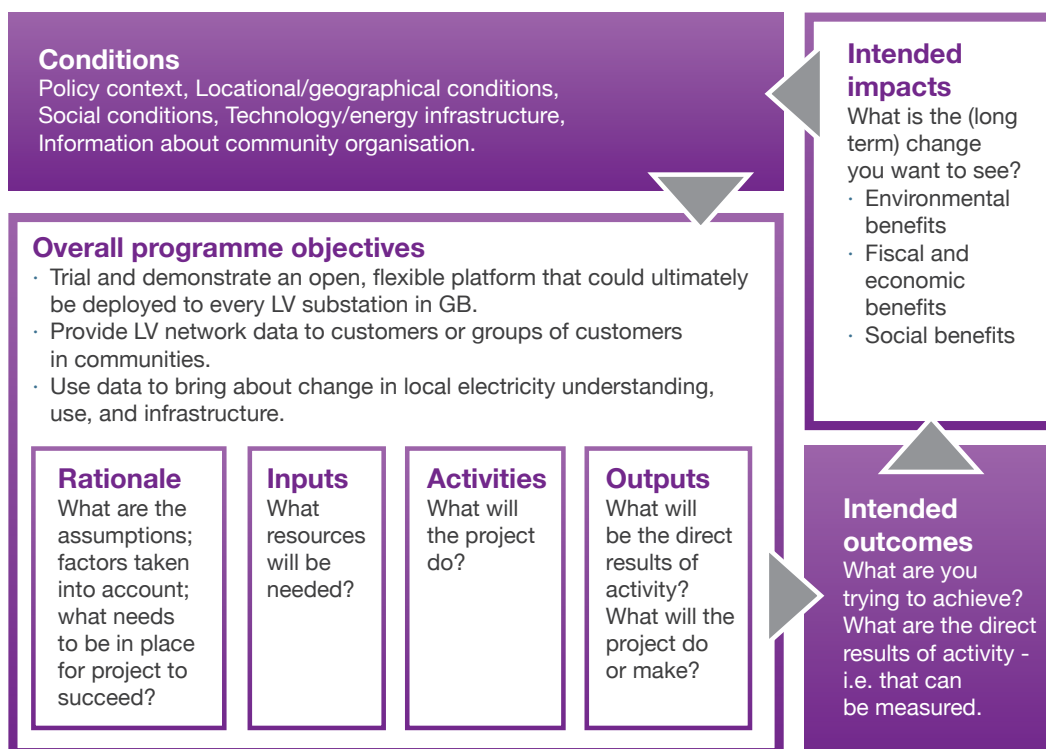 Conditions
Policy context, Locational/geographical conditions,
Social conditions, Technology/energy infrastructure,
Information about community organisation.
Overall programme objectives
· Trial and demonstrate an open, flexible platform that could ultimately
be deployed to every LV substation in GB.
· Provide LV network data to customers or groups of customers
in communities.
· Use data to bring about change in local electricity understanding,
use, and infrastructure.
Rationale
What are the
assumptions;
factors taken
into account;
what needs
to be in place
for project to
succeed?
Inputs
What
resources
will be
needed?
Activities
What will
the project
do?
Outputs
What will
be the direct
results of
activity?
What will the
project do
or make?
Intended
outcomes
What are you
trying to achieve?
What are the direct
results of activity -
i.e. that can
be measured.
Intended
impacts
What is the (long
term) change
you want to see?
· Environmental
benefits
· Fiscal and
economic
benefits
· Social benefits